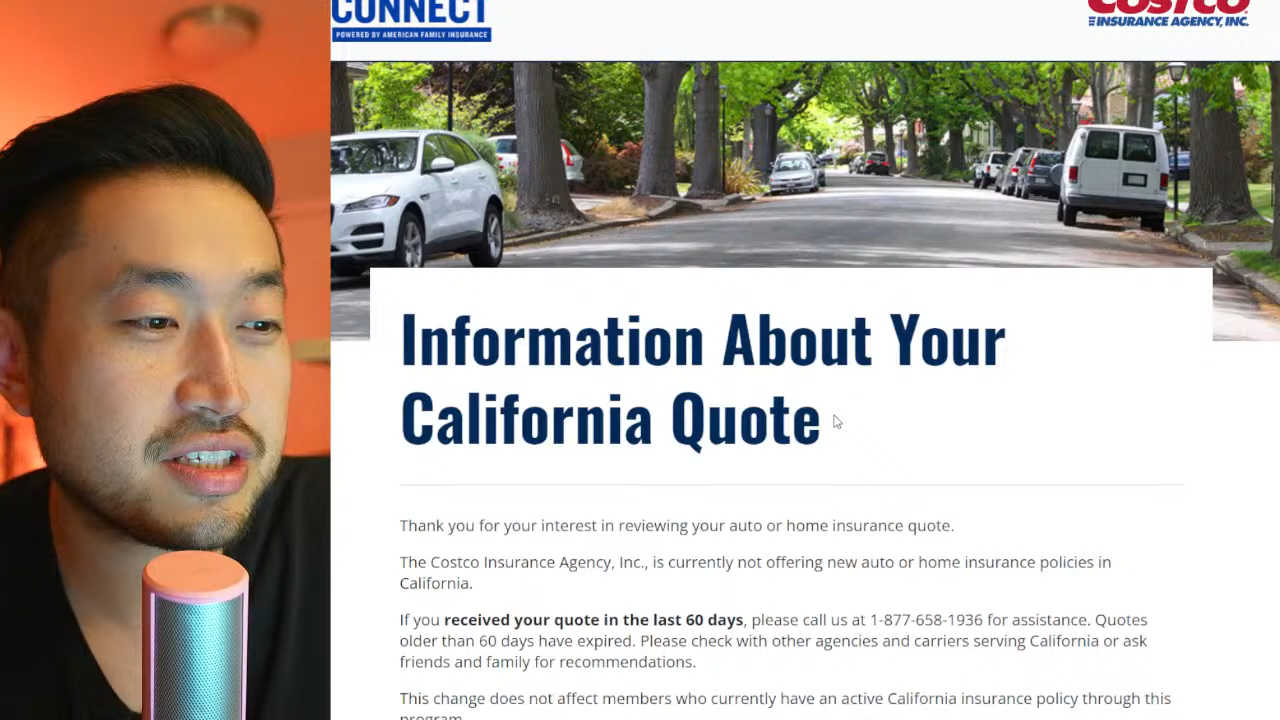 CONNECT
POWERED BY AMERICAN FAMILY INSURANCE
COSTCO
INSURANCE AGENCY, INC.
Information About Your
California Quote
Thank you for your interest in reviewing your auto or home insurance quote.
The Costco Insurance Agency, Inc., is currently not offering new auto or home insurance policies in
California.
If you received your quote in the last 60 days, please call us at 1-877-658-1936 for assistance. Quotes
older than 60 days have expired. Please check with other agencies and carriers serving California or ask
friends and family for recommendations.
This change does not affect members who currently have an active California insurance policy through this
program.